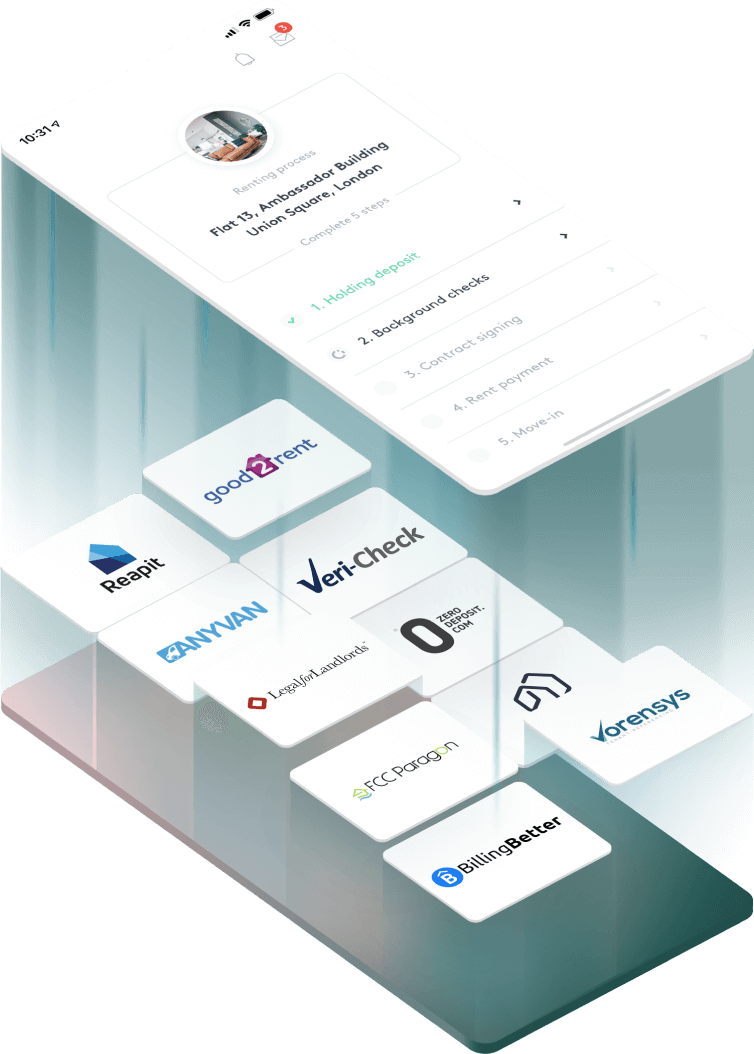 10:31
3
Renting process
Flat 13, Ambassador Building
Union Square, London
Complete 5 steps
1. Holding deposit
2. Background checks
3. Contract signing
4. Rent payment
5. Move-in
good2rent
Reapit
Veri-Check
ANYVAN
0 ZERO
DEPOSIT.
COM
LegalforLandlords™
Vorensys
FCC Paragon
B BillingBetter